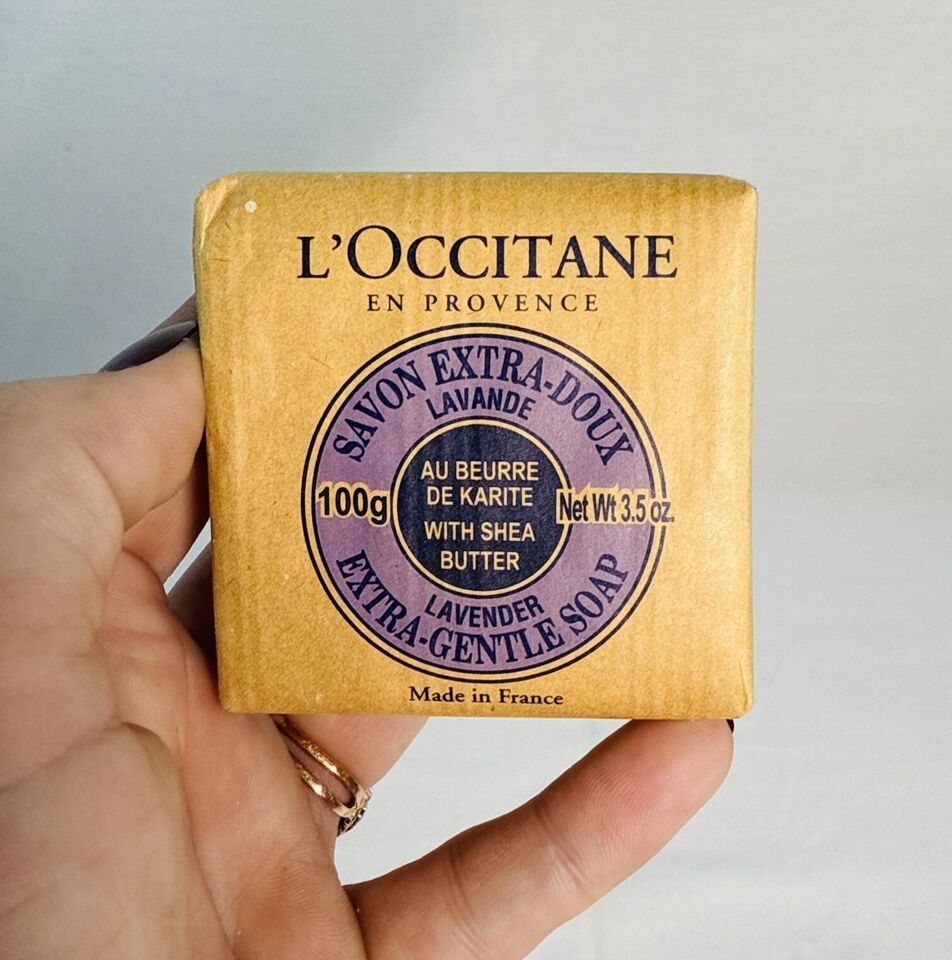 L'OCCITANE
EN PROVENCE
SAVON EXTRA-DOUX
LAVANDE
AU BEURRE
DE KARITE
100g
Net Wt 3.5 oz.
WITH SHEA
BUTTER
LAVENDER
EXTRA-GENTLE SOAP
Made in France